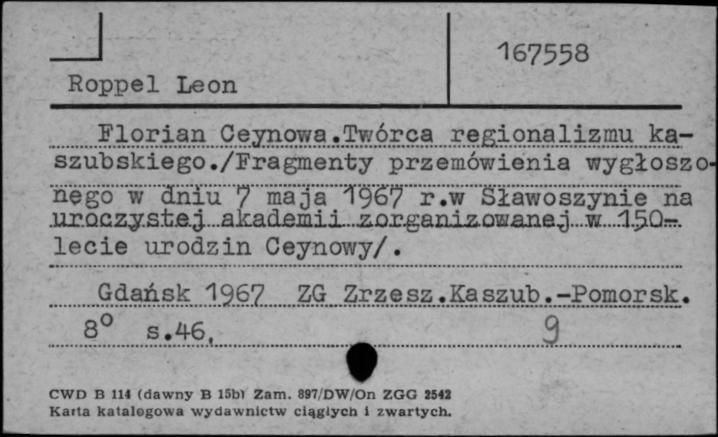 167558
Roppel Leon
Florian Ceynowa.Twórca regionalizmu ka-
szubskiego./Fragmenty przemówienia wygłoszo-
nego w dniu 7 maja 1967 r.w Sławoszynie na
uroczystej akademii zorganizowanej w 150-
lecie urodzin Ceynowy/.
Gdańsk 1967 ZG Zrzesz.Kaszub.-Pomorsk.
8° s.46, 9
CWD B 114 (dawny B 15b) Zam. 897/DW/On ZGG 2542
Karta katalogowa wydawnictw ciągłych i zwartych.